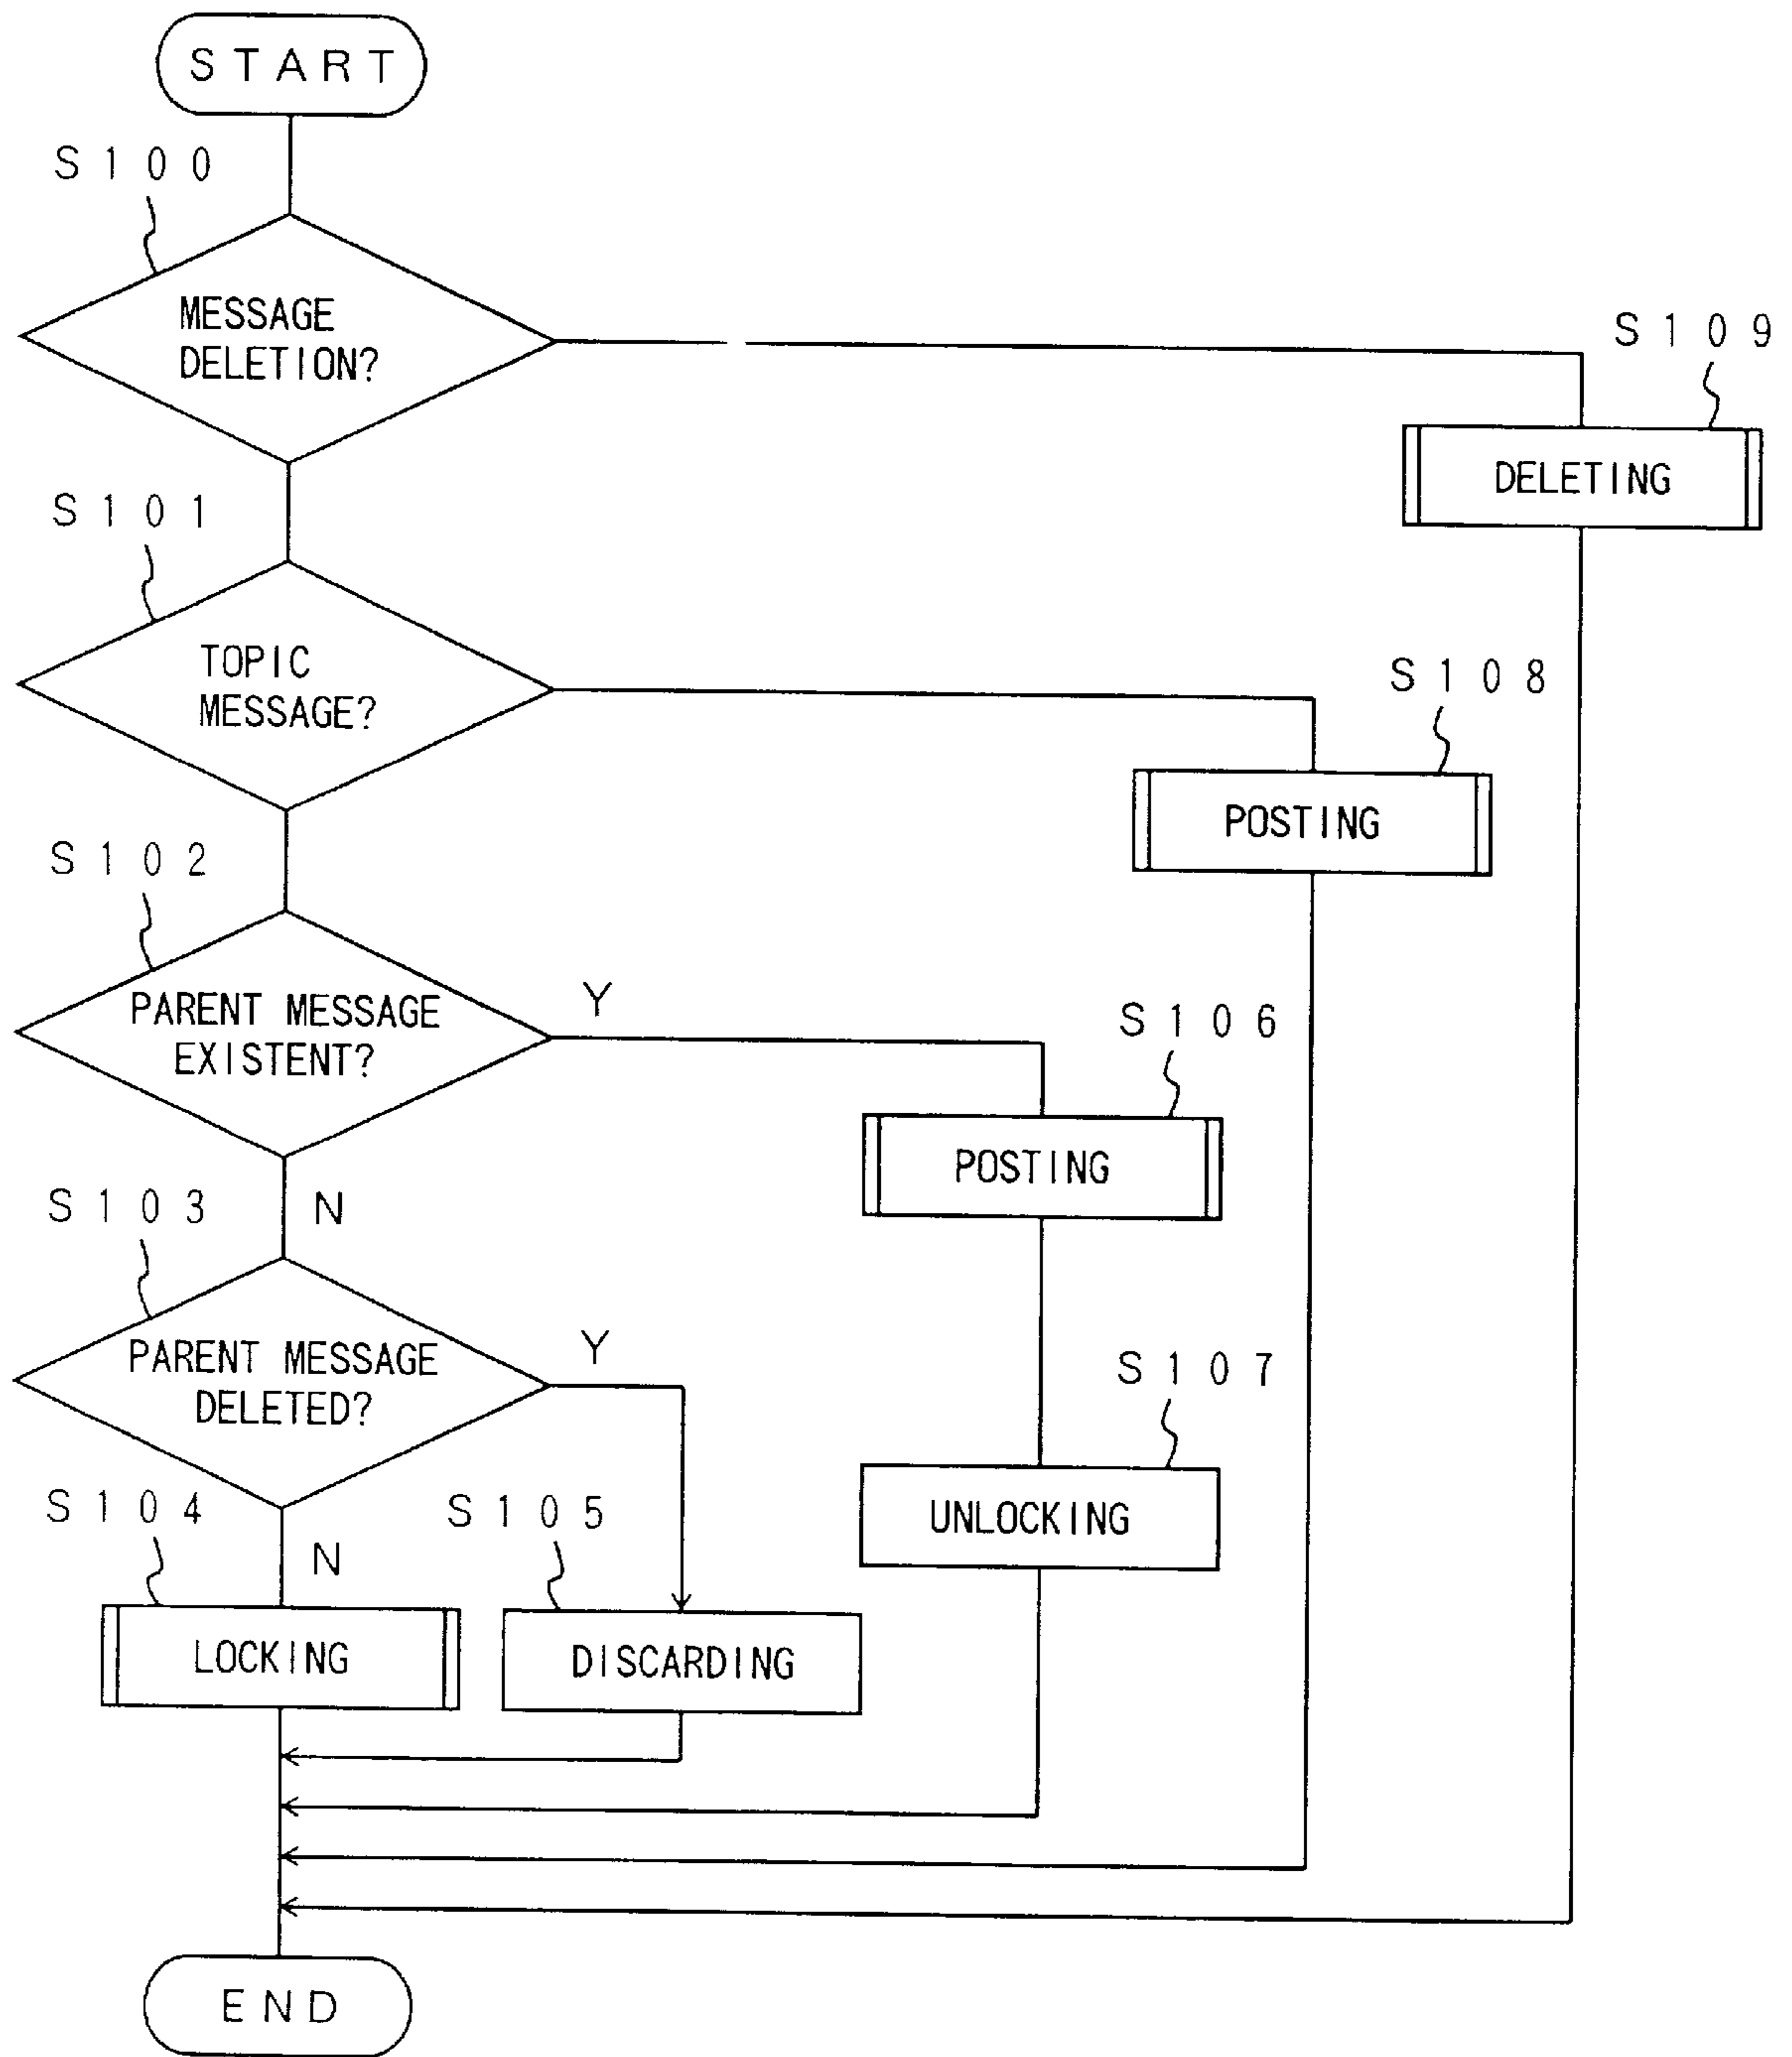 START
S100
MESSAGE
DELETION?
S109
DELETING
S101
TOPIC
MESSAGE?
S108
POSTING
S102
PARENT MESSAGE
EXISTENT?
Y
S106
POSTING
S103
N
PARENT MESSAGE
DELETED?
Y
S107
UNLOCKING
S104
N
S105
LOCKING
DISCARDING
END